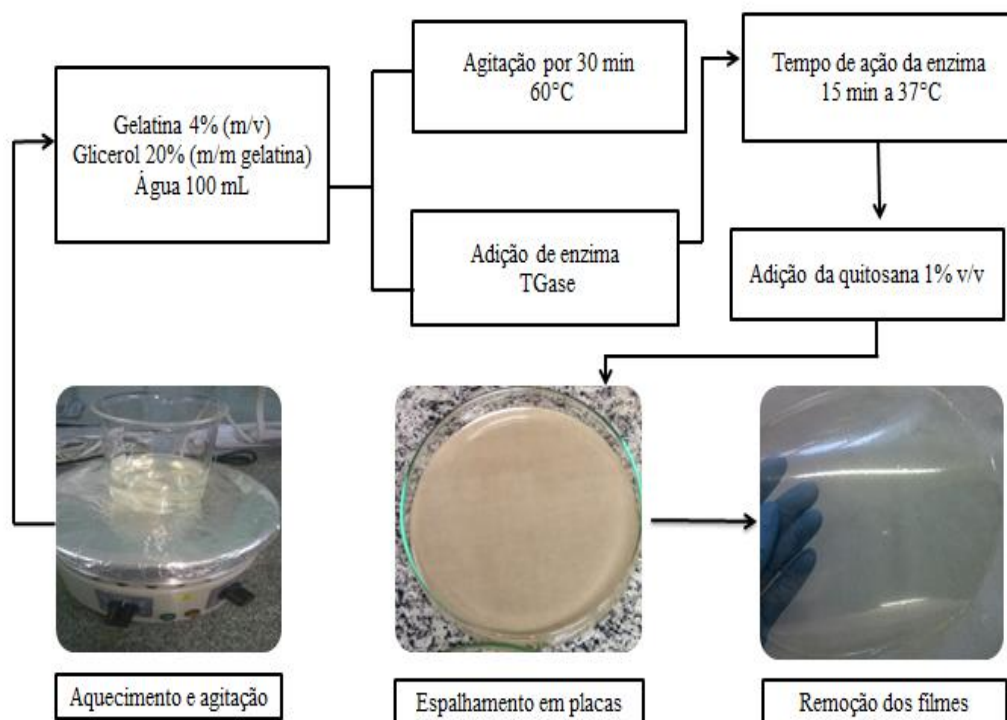 Gelatina 4% (m/v)
Glicerol 20% (m/m gelatina)
Água 100 mL
Agitação por 30 min
60°C
Adição de enzima
TGase
Tempo de ação da enzima
15 min a 37°C
Adição da quitosana 1% v/v
Aquecimento e agitação
Espalhamento em placas
Remoção dos filmes